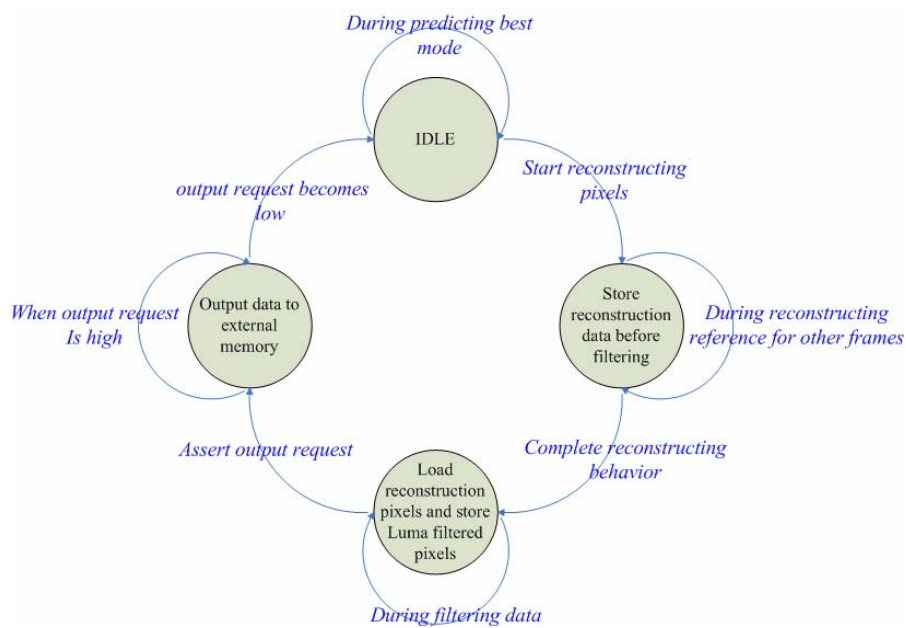 During predicting best
mode
IDLE
Start reconstructing
pixels
output request becomes
low
Output data to
external
memory
When output request
Is high
Store
reconstruction
data before
filtering
During reconstructing
reference for other frames
Assert output request
Complete reconstructing
behavior
Load
reconstruction
pixels and store
Luma filtered
pixels
During filtering data